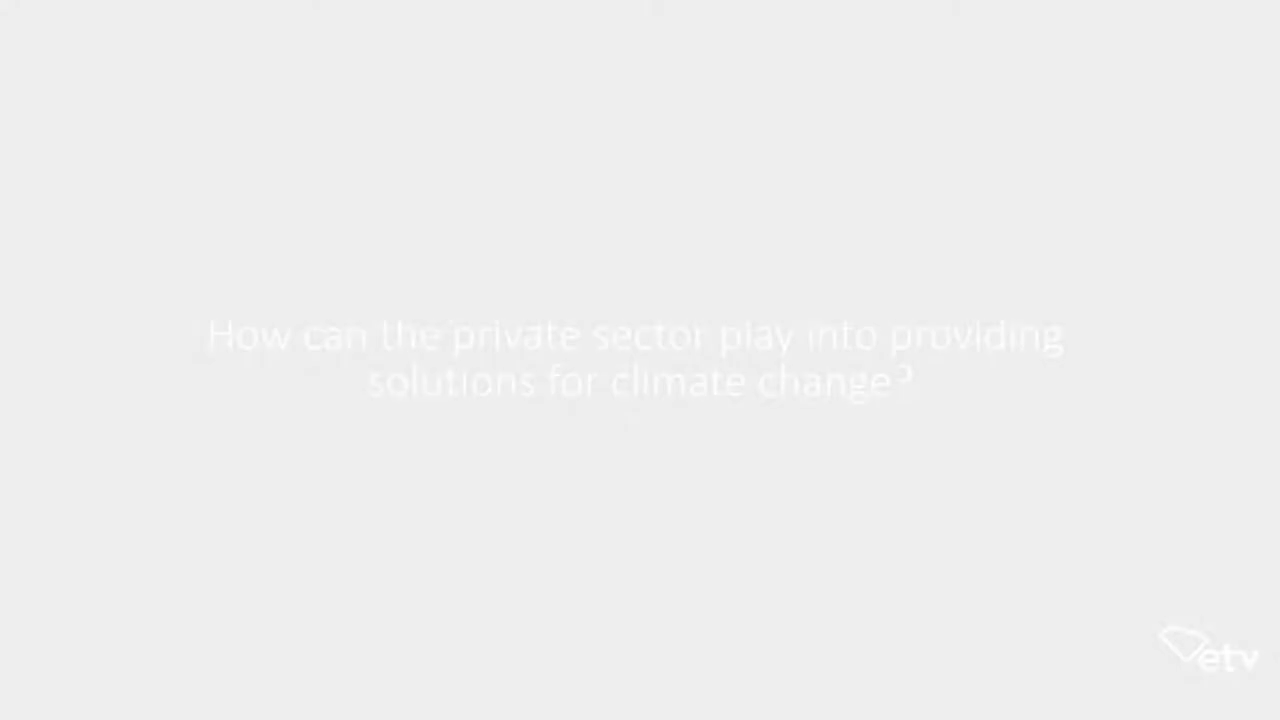 How can the private sector play into providing
solutions for climate change?
etv